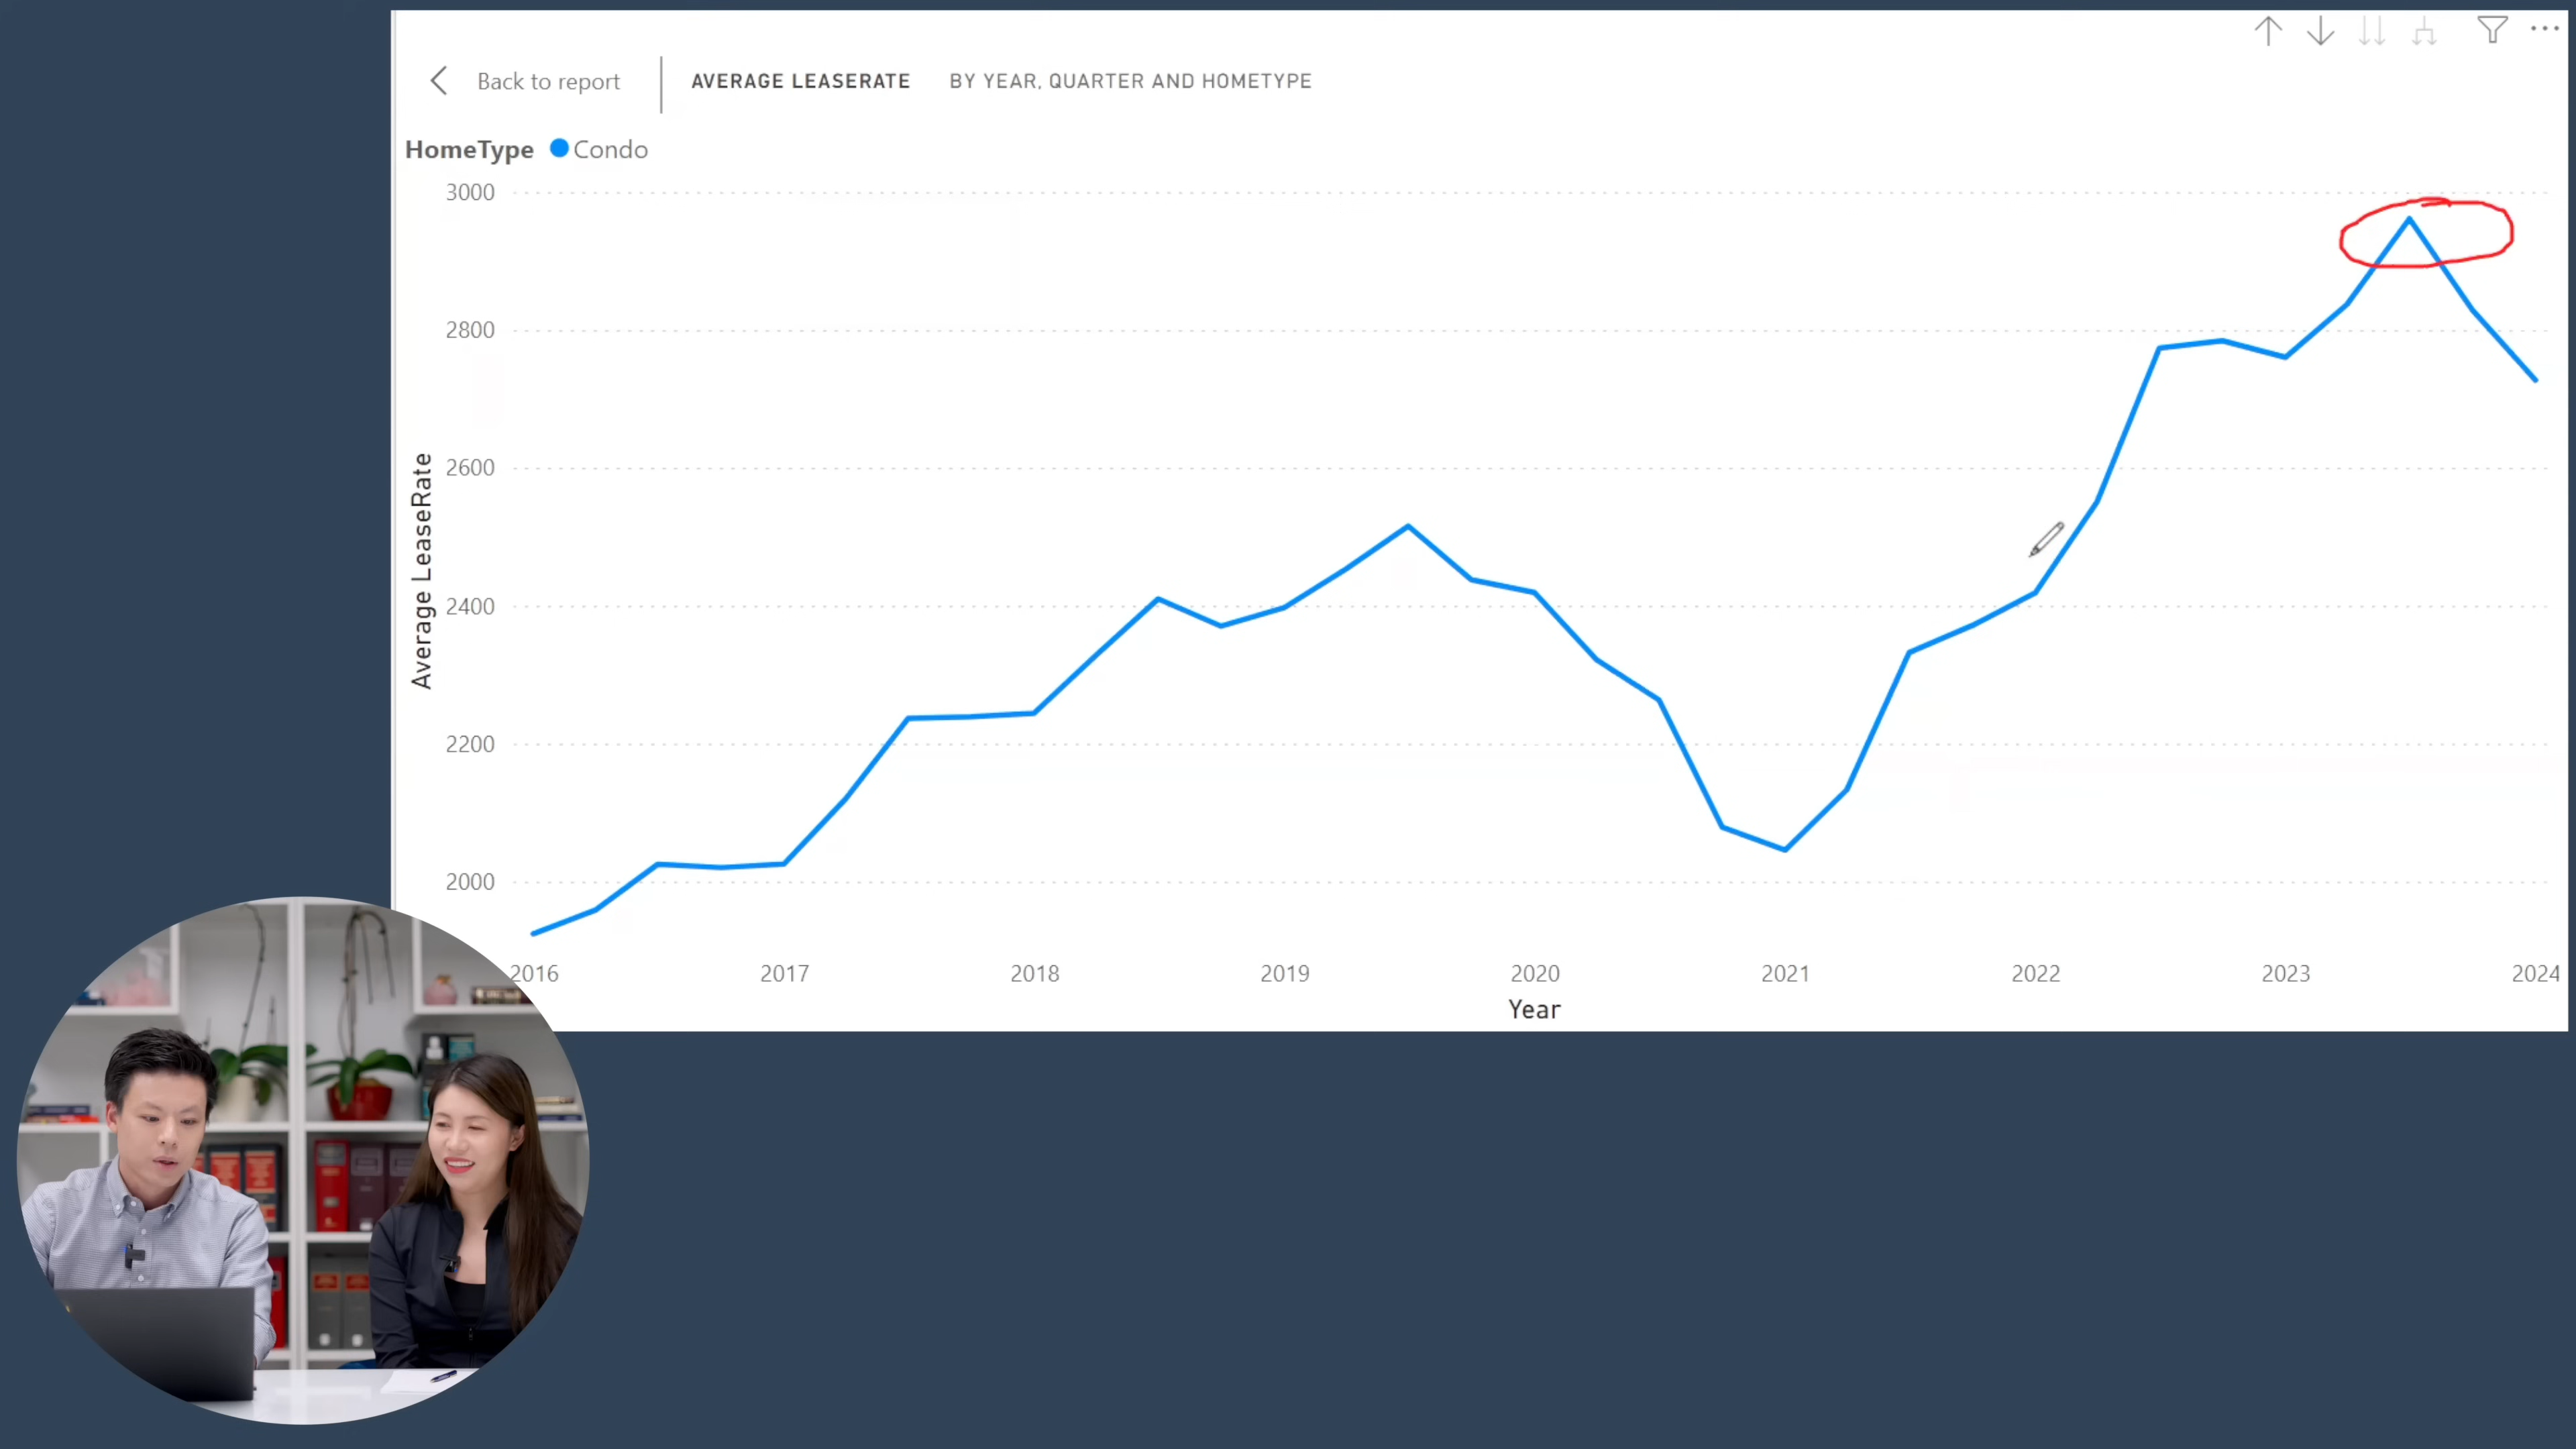 Back to report
AVERAGE LEASERATE BY YEAR, QUARTER AND HOMETYPE
HomeType Condo
3000
2800
2600
2400
2200
2000
Average LeaseRate
2016 2017 2018 2019 2020 2021 2022 2023 2024
Year